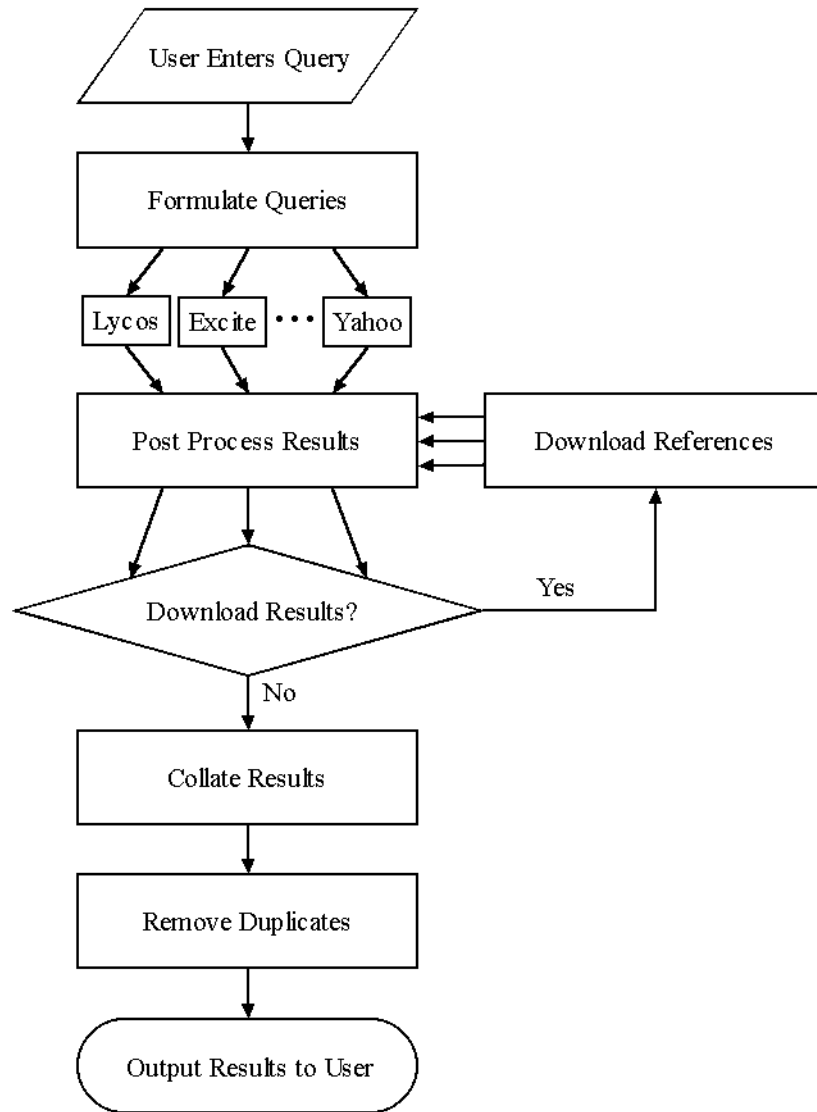 User Enters Query
Formulate Queries
Lycos
Excite
• • •
Yahoo
Post Process Results
Download References
Download Results?
Yes
No
Collate Results
Remove Duplicates
Output Results to User